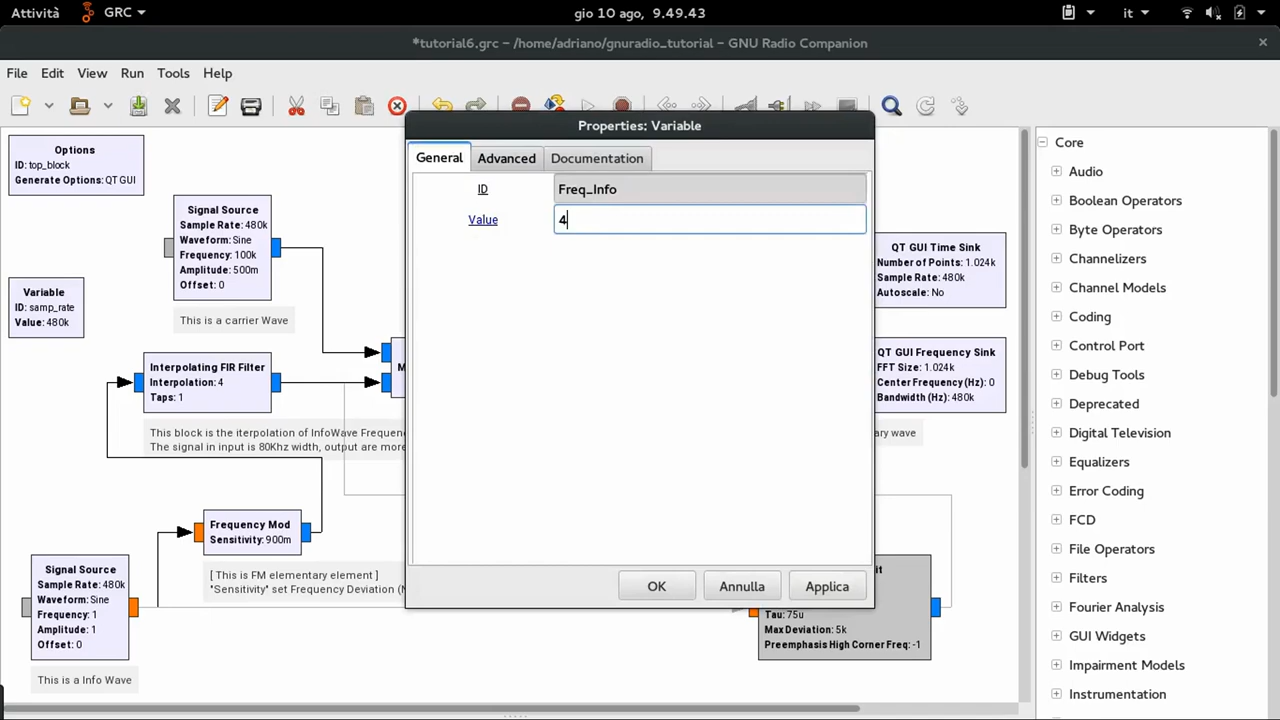 Attività GRC gio 10 ago, 9.49.43 it
*tutorial6.grc – /home/adriano/gnuradio_tutorial – GNU Radio Companion
File Edit View Run Tools Help
Options
ID: top_block
Generate Options: QT GUI
Signal Source
Sample Rate: 480k
Waveform: Sine
Frequency: 100k
Amplitude: 500m
Offset: 0
This is a carrier Wave
Variable
ID: samp_rate
Value: 480k
Interpolating FIR Filter
Interpolation: 4
Taps: 1
M
This block is the iterpolation of InfoWave Frequenc
The signal in input is 80Khz width, output are more
Frequency Mod
Sensitivity: 900m
[ This is FM elementary element ]
"Sensitivity" set Frequency Deviation (M
Signal Source
Sample Rate: 480k
Waveform: Sine
Frequency: 1
Amplitude: 1
Offset: 0
This is a Info Wave
Properties: Variable
General Advanced Documentation
ID Freq_Info
Value 4
OK Annulla Applica
QT GUI Time Sink
Number of Points: 1.024k
Sample Rate: 480k
Autoscale: No
QT GUI Frequency Sink
FFT Size: 1.024k
Center Frequency (Hz): 0
Bandwidth (Hz): 480k
ary wave
it
Tau: 75u
Max Deviation: 5k
Preemphasis High Corner Freq: -1
Core
Audio
Boolean Operators
Byte Operators
Channelizers
Channel Models
Coding
Control Port
Debug Tools
Deprecated
Digital Television
Equalizers
Error Coding
FCD
File Operators
Filters
Fourier Analysis
GUI Widgets
Impairment Models
Instrumentation